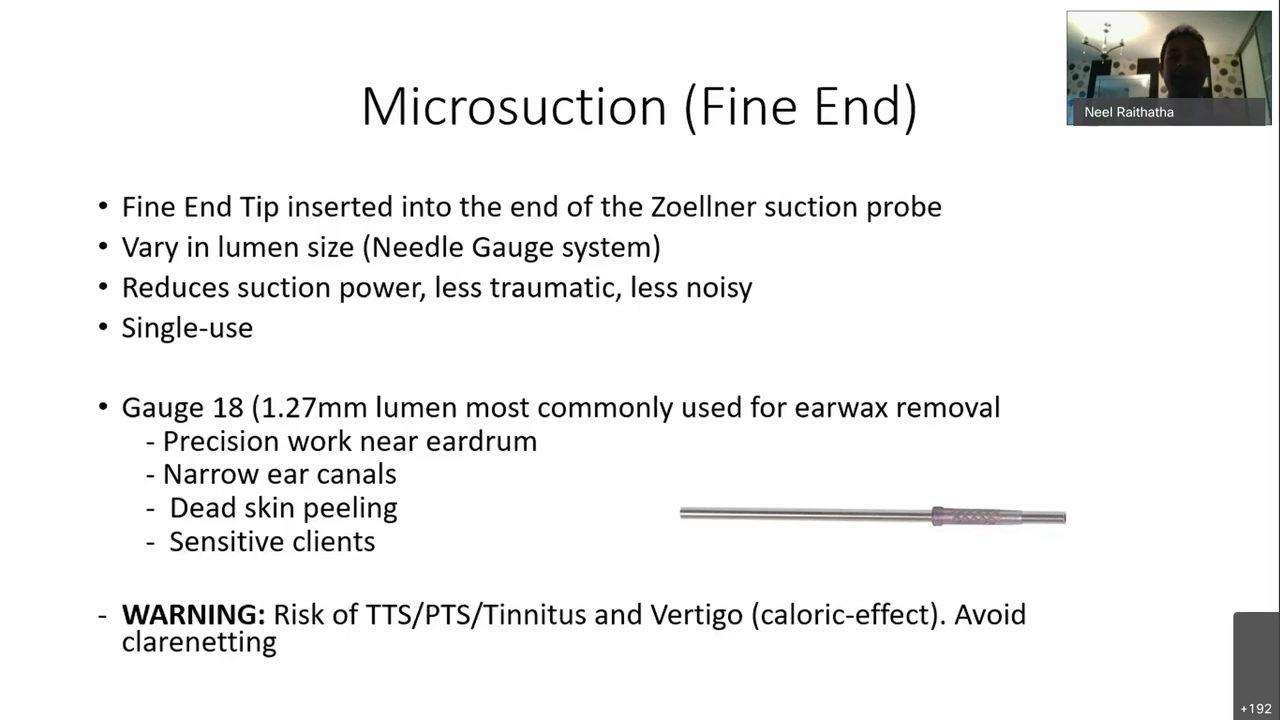 Microsuction (Fine End)
Neel Raithatha
• Fine End Tip inserted into the end of the Zoellner suction probe
• Vary in lumen size (Needle Gauge system)
• Reduces suction power, less traumatic, less noisy
• Single-use
• Gauge 18 (1.27mm lumen most commonly used for earwax removal
- Precision work near eardrum
- Narrow ear canals
- Dead skin peeling
- Sensitive clients
- WARNING: Risk of TTS/PTS/Tinnitus and Vertigo (caloric-effect). Avoid
clarenetting
+192